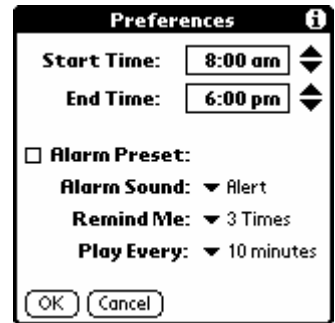 Preferences i
Start Time: 8:00 am
End Time: 6:00 pm
Alarm Preset:
Alarm Sound: Alert
Remind Me: 3 Times
Play Every: 10 minutes
OK Cancel